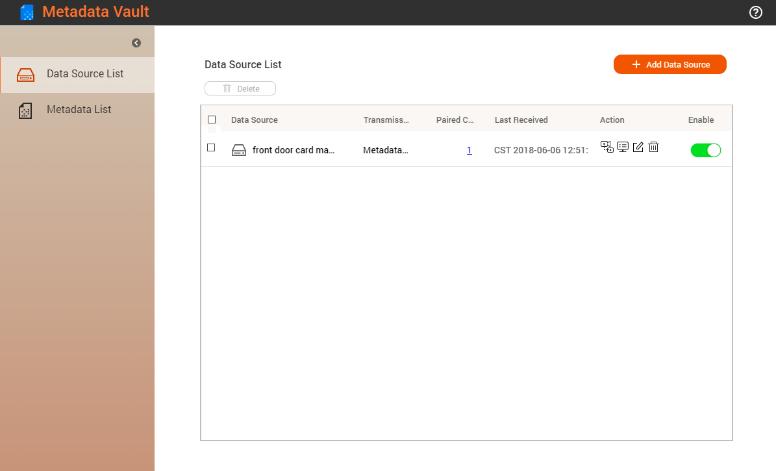 Metadata Vault
Data Source List
Metadata List
Data Source List
+ Add Data Source
Delete
Data Source Transmiss... Paired C... Last Received Action Enable
front door card ma... Metadata... 1 CST 2018-06-06 12:51: